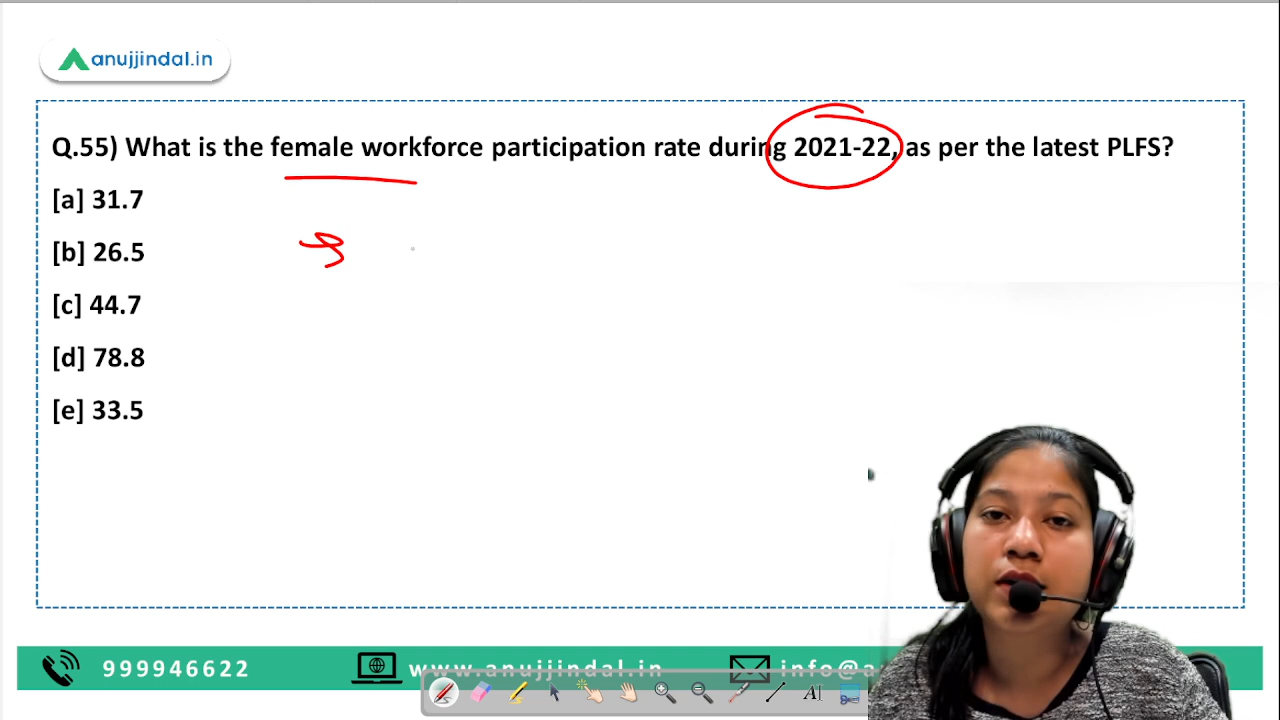 anujjindal.in
Q.55) What is the female workforce participation rate during 2021-22, as per the latest PLFS?
[a] 31.7
[b] 26.5
[c] 44.7
[d] 78.8
[e] 33.5
999946622
www.anujjindal.in
info@a